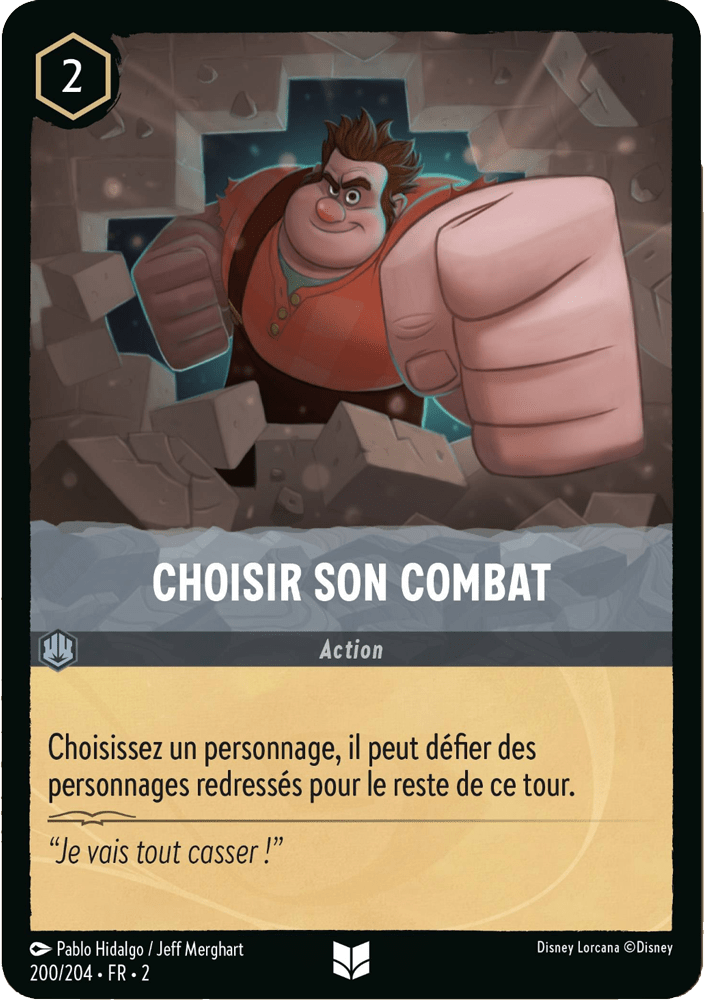 2
CHOISIR SON COMBAT
Action
Choisissez un personnage, il peut défier des
personnages redressés pour le reste de ce tour.
“Je vais tout casser !”
Pablo Hidalgo / Jeff Merghart
Disney Lorcana ©Disney
200/204 • FR • 2